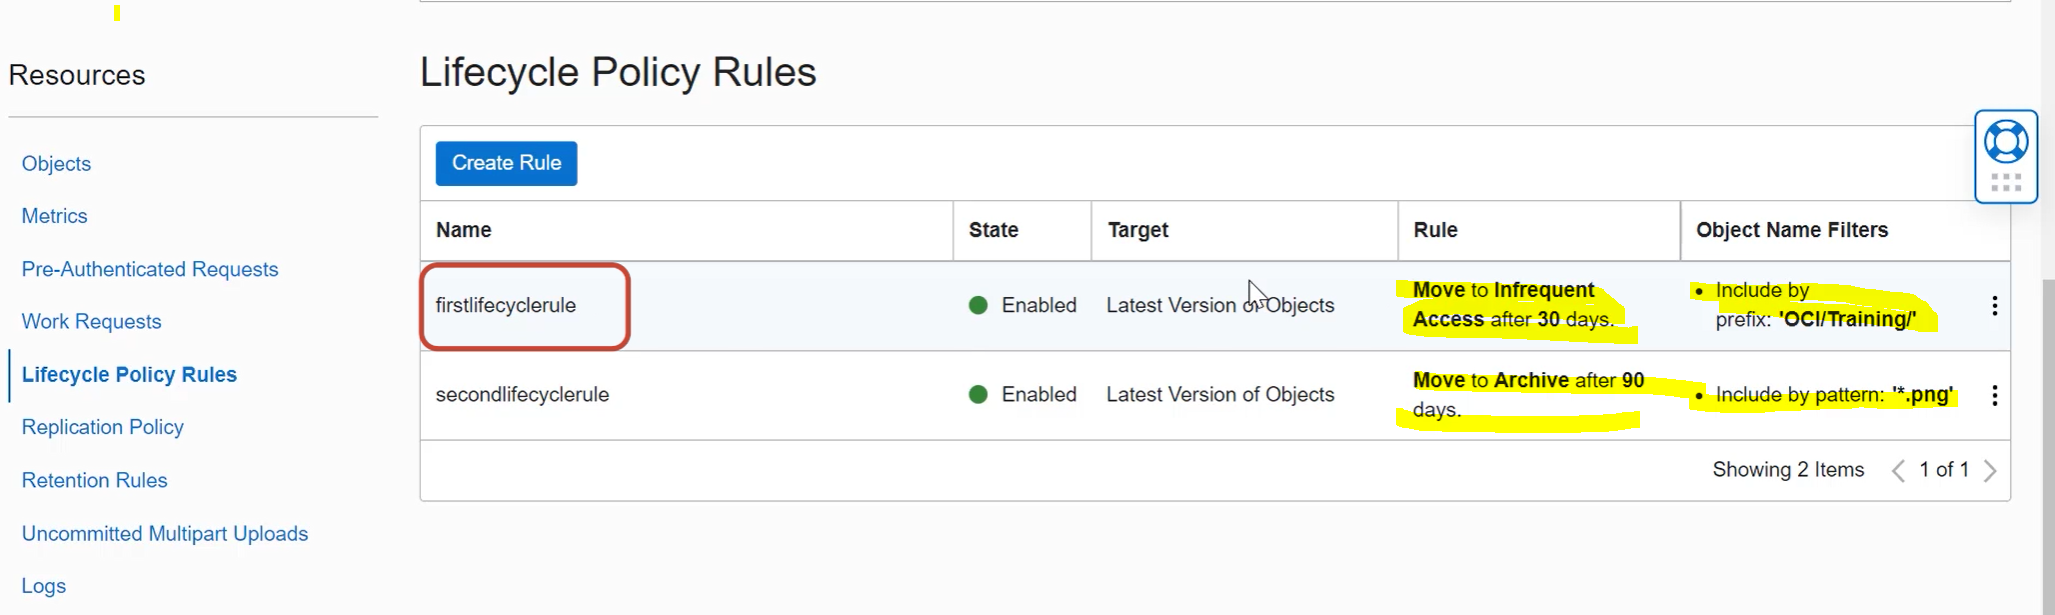 Resources
Objects
Metrics
Pre-Authenticated Requests
Work Requests
Lifecycle Policy Rules
Replication Policy
Retention Rules
Uncommitted Multipart Uploads
Logs
Lifecycle Policy Rules
Create Rule
Name State Target Rule Object Name Filters
firstlifecyclerule Enabled Latest Version of Objects Move to Infrequent
Access after 30 days. • Include by
prefix: 'OCI/Training/'
secondlifecyclerule Enabled Latest Version of Objects Move to Archive after 90
days. • Include by pattern: '*.png'
Showing 2 Items 1 of 1